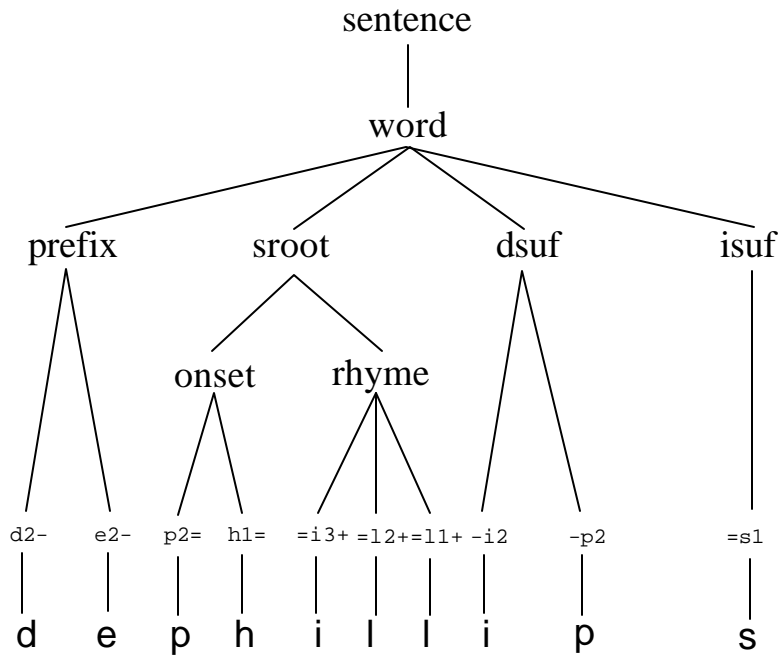 sentence
word
prefix sroot dsuf isuf
onset rhyme
d2- e2- p2= h1= =i3+ =l2+ =l1+ -i2 -p2 =s1
d e p h i l l i p s